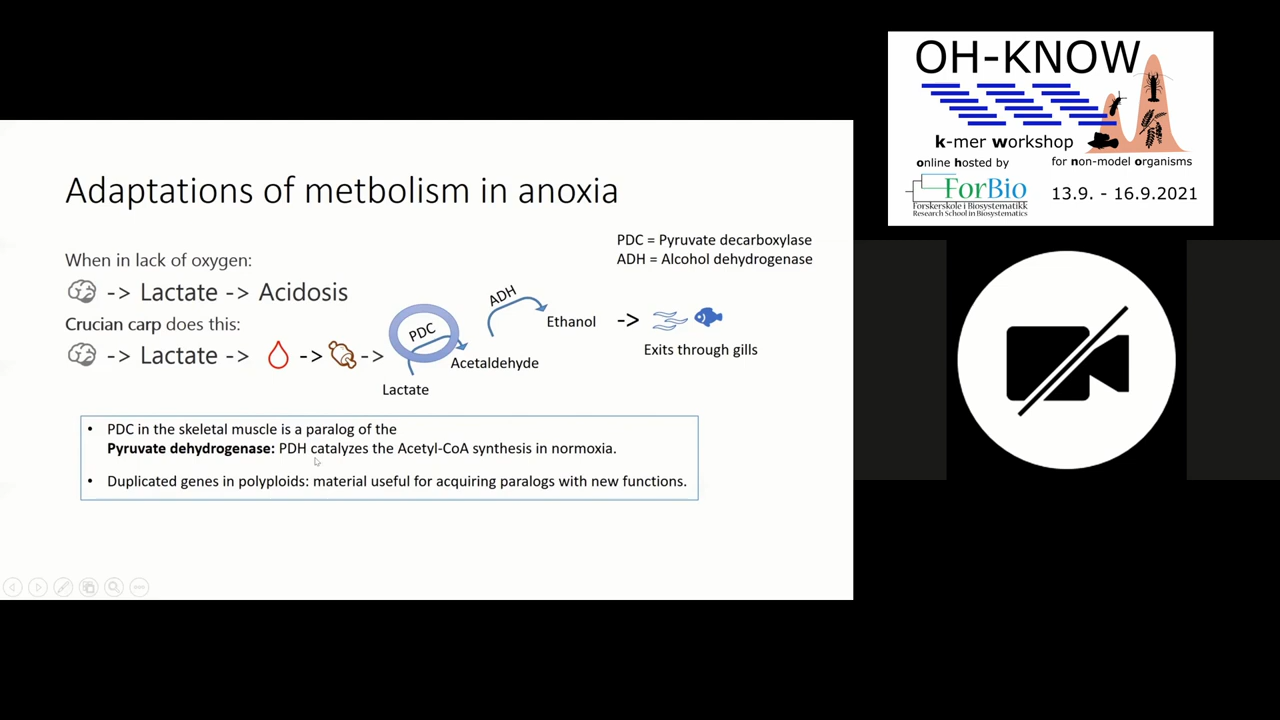 Adaptations of metbolism in anoxia
PDC = Pyruvate decarboxylase
ADH = Alcohol dehydrogenase
When in lack of oxygen:
-> Lactate -> Acidosis
Crucian carp does this:
-> Lactate -> -> ->
PDC
Lactate
Acetaldehyde
ADH
Ethanol
->
Exits through gills
• PDC in the skeletal muscle is a paralog of the
Pyruvate dehydrogenase: PDH catalyzes the Acetyl-CoA synthesis in normoxia.
• Duplicated genes in polyploids: material useful for acquiring paralogs with new functions.
OH-KNOW
k-mer workshop
online hosted by
for non-model organisms
ForBio
Forskerskole i Biosystematikk
Research School in Biosystematics
13.9. - 16.9.2021